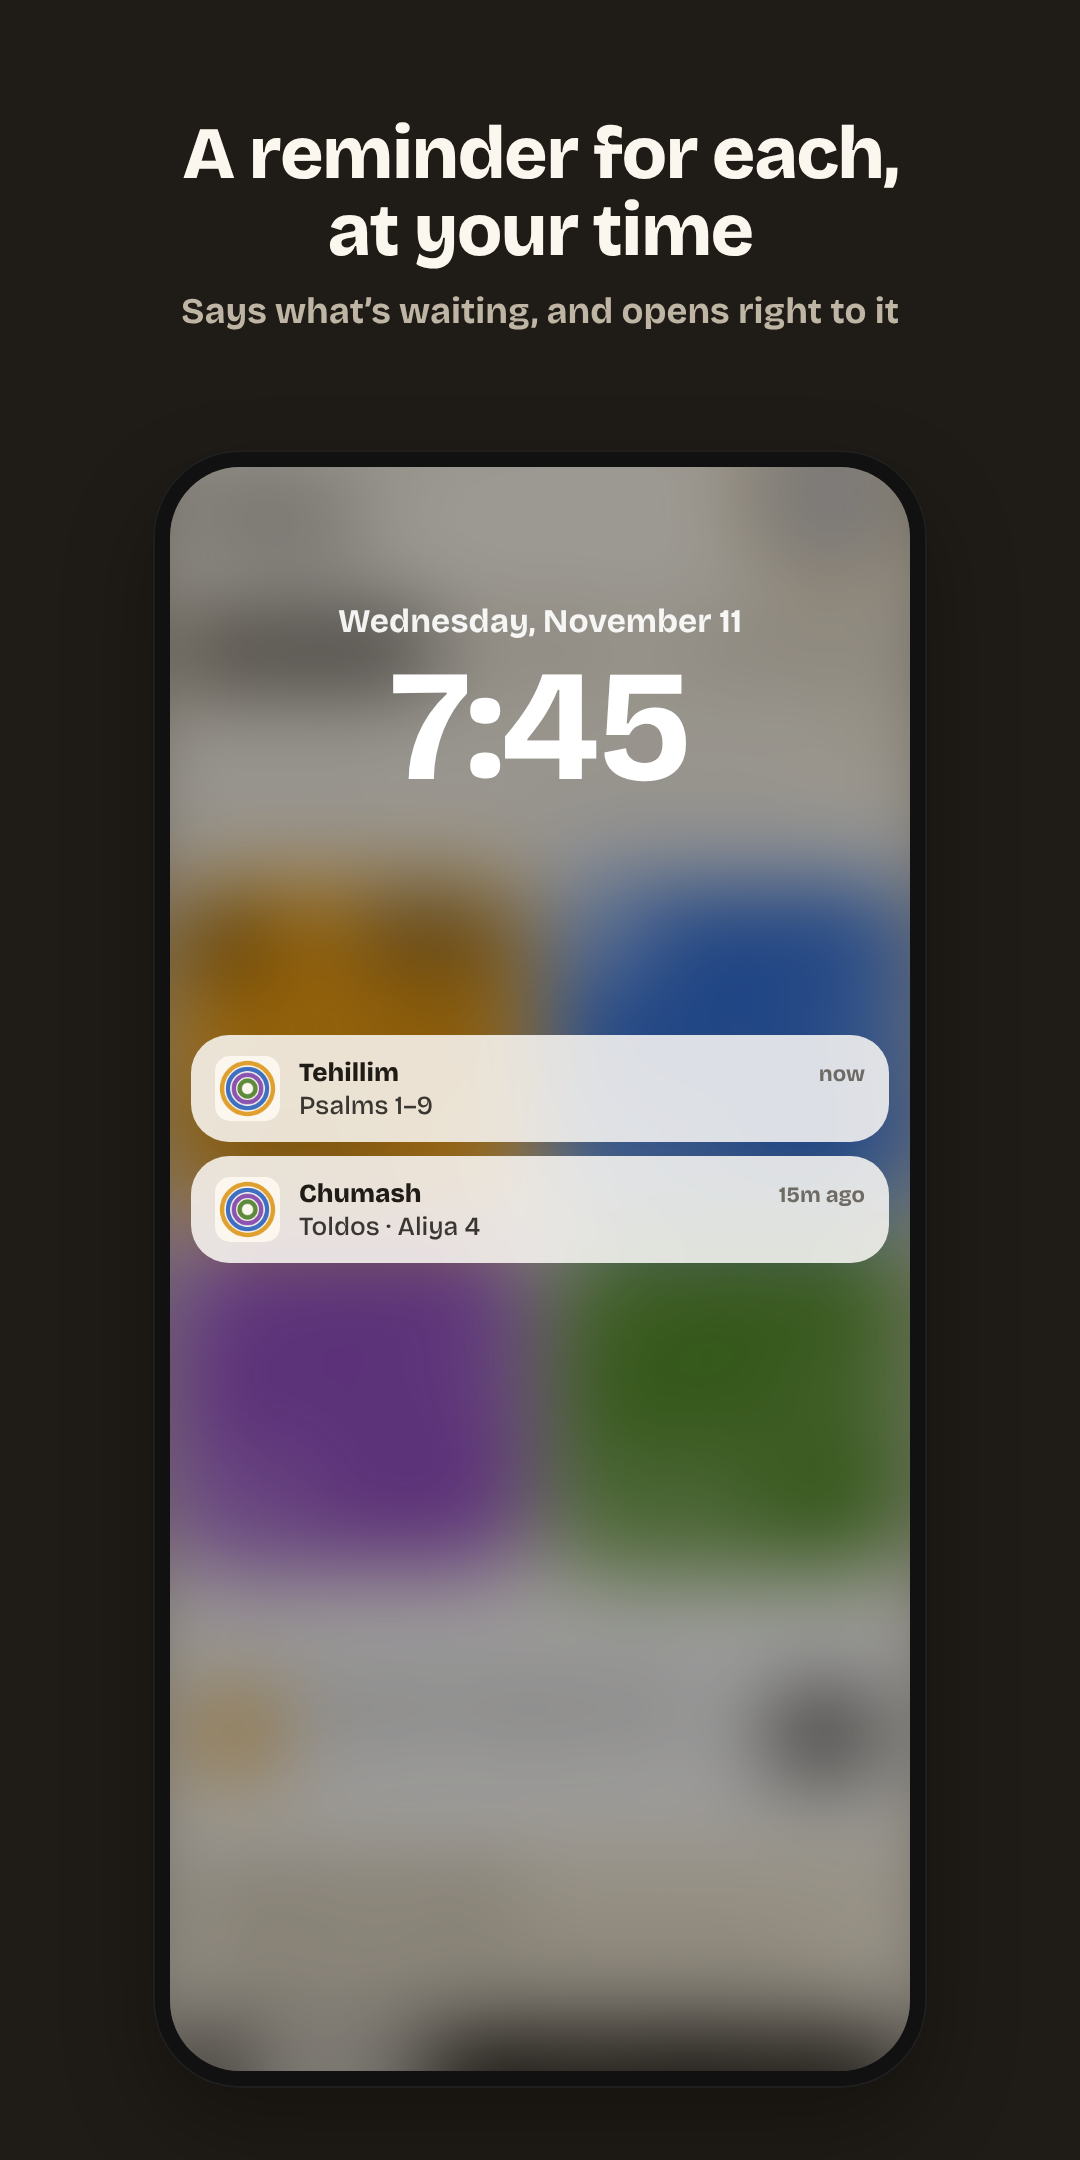 A reminder for each,
at your time
Says what’s waiting, and opens right to it
Wednesday, November 11
7:45
Tehillim
now
Psalms 1–9
Chumash
15m ago
Toldos · Aliya 4